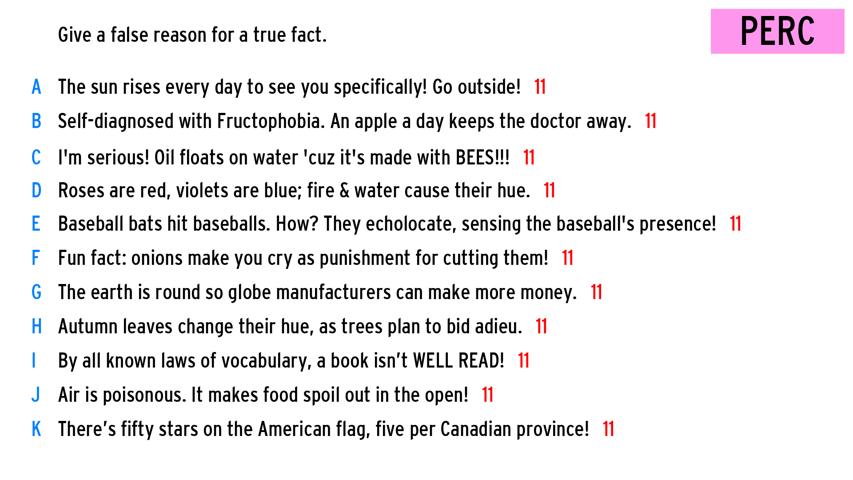 Give a false reason for a true fact.
PERC
A The sun rises every day to see you specifically! Go outside! 11
B Self-diagnosed with Fructophobia. An apple a day keeps the doctor away. 11
C I'm serious! Oil floats on water 'cuz it's made with BEES!!! 11
D Roses are red, violets are blue; fire & water cause their hue. 11
E Baseball bats hit baseballs. How? They echolocate, sensing the baseball's presence! 11
F Fun fact: onions make you cry as punishment for cutting them! 11
G The earth is round so globe manufacturers can make more money. 11
H Autumn leaves change their hue, as trees plan to bid adieu. 11
I By all known laws of vocabulary, a book isn’t WELL READ! 11
J Air is poisonous. It makes food spoil out in the open! 11
K There’s fifty stars on the American flag, five per Canadian province! 11